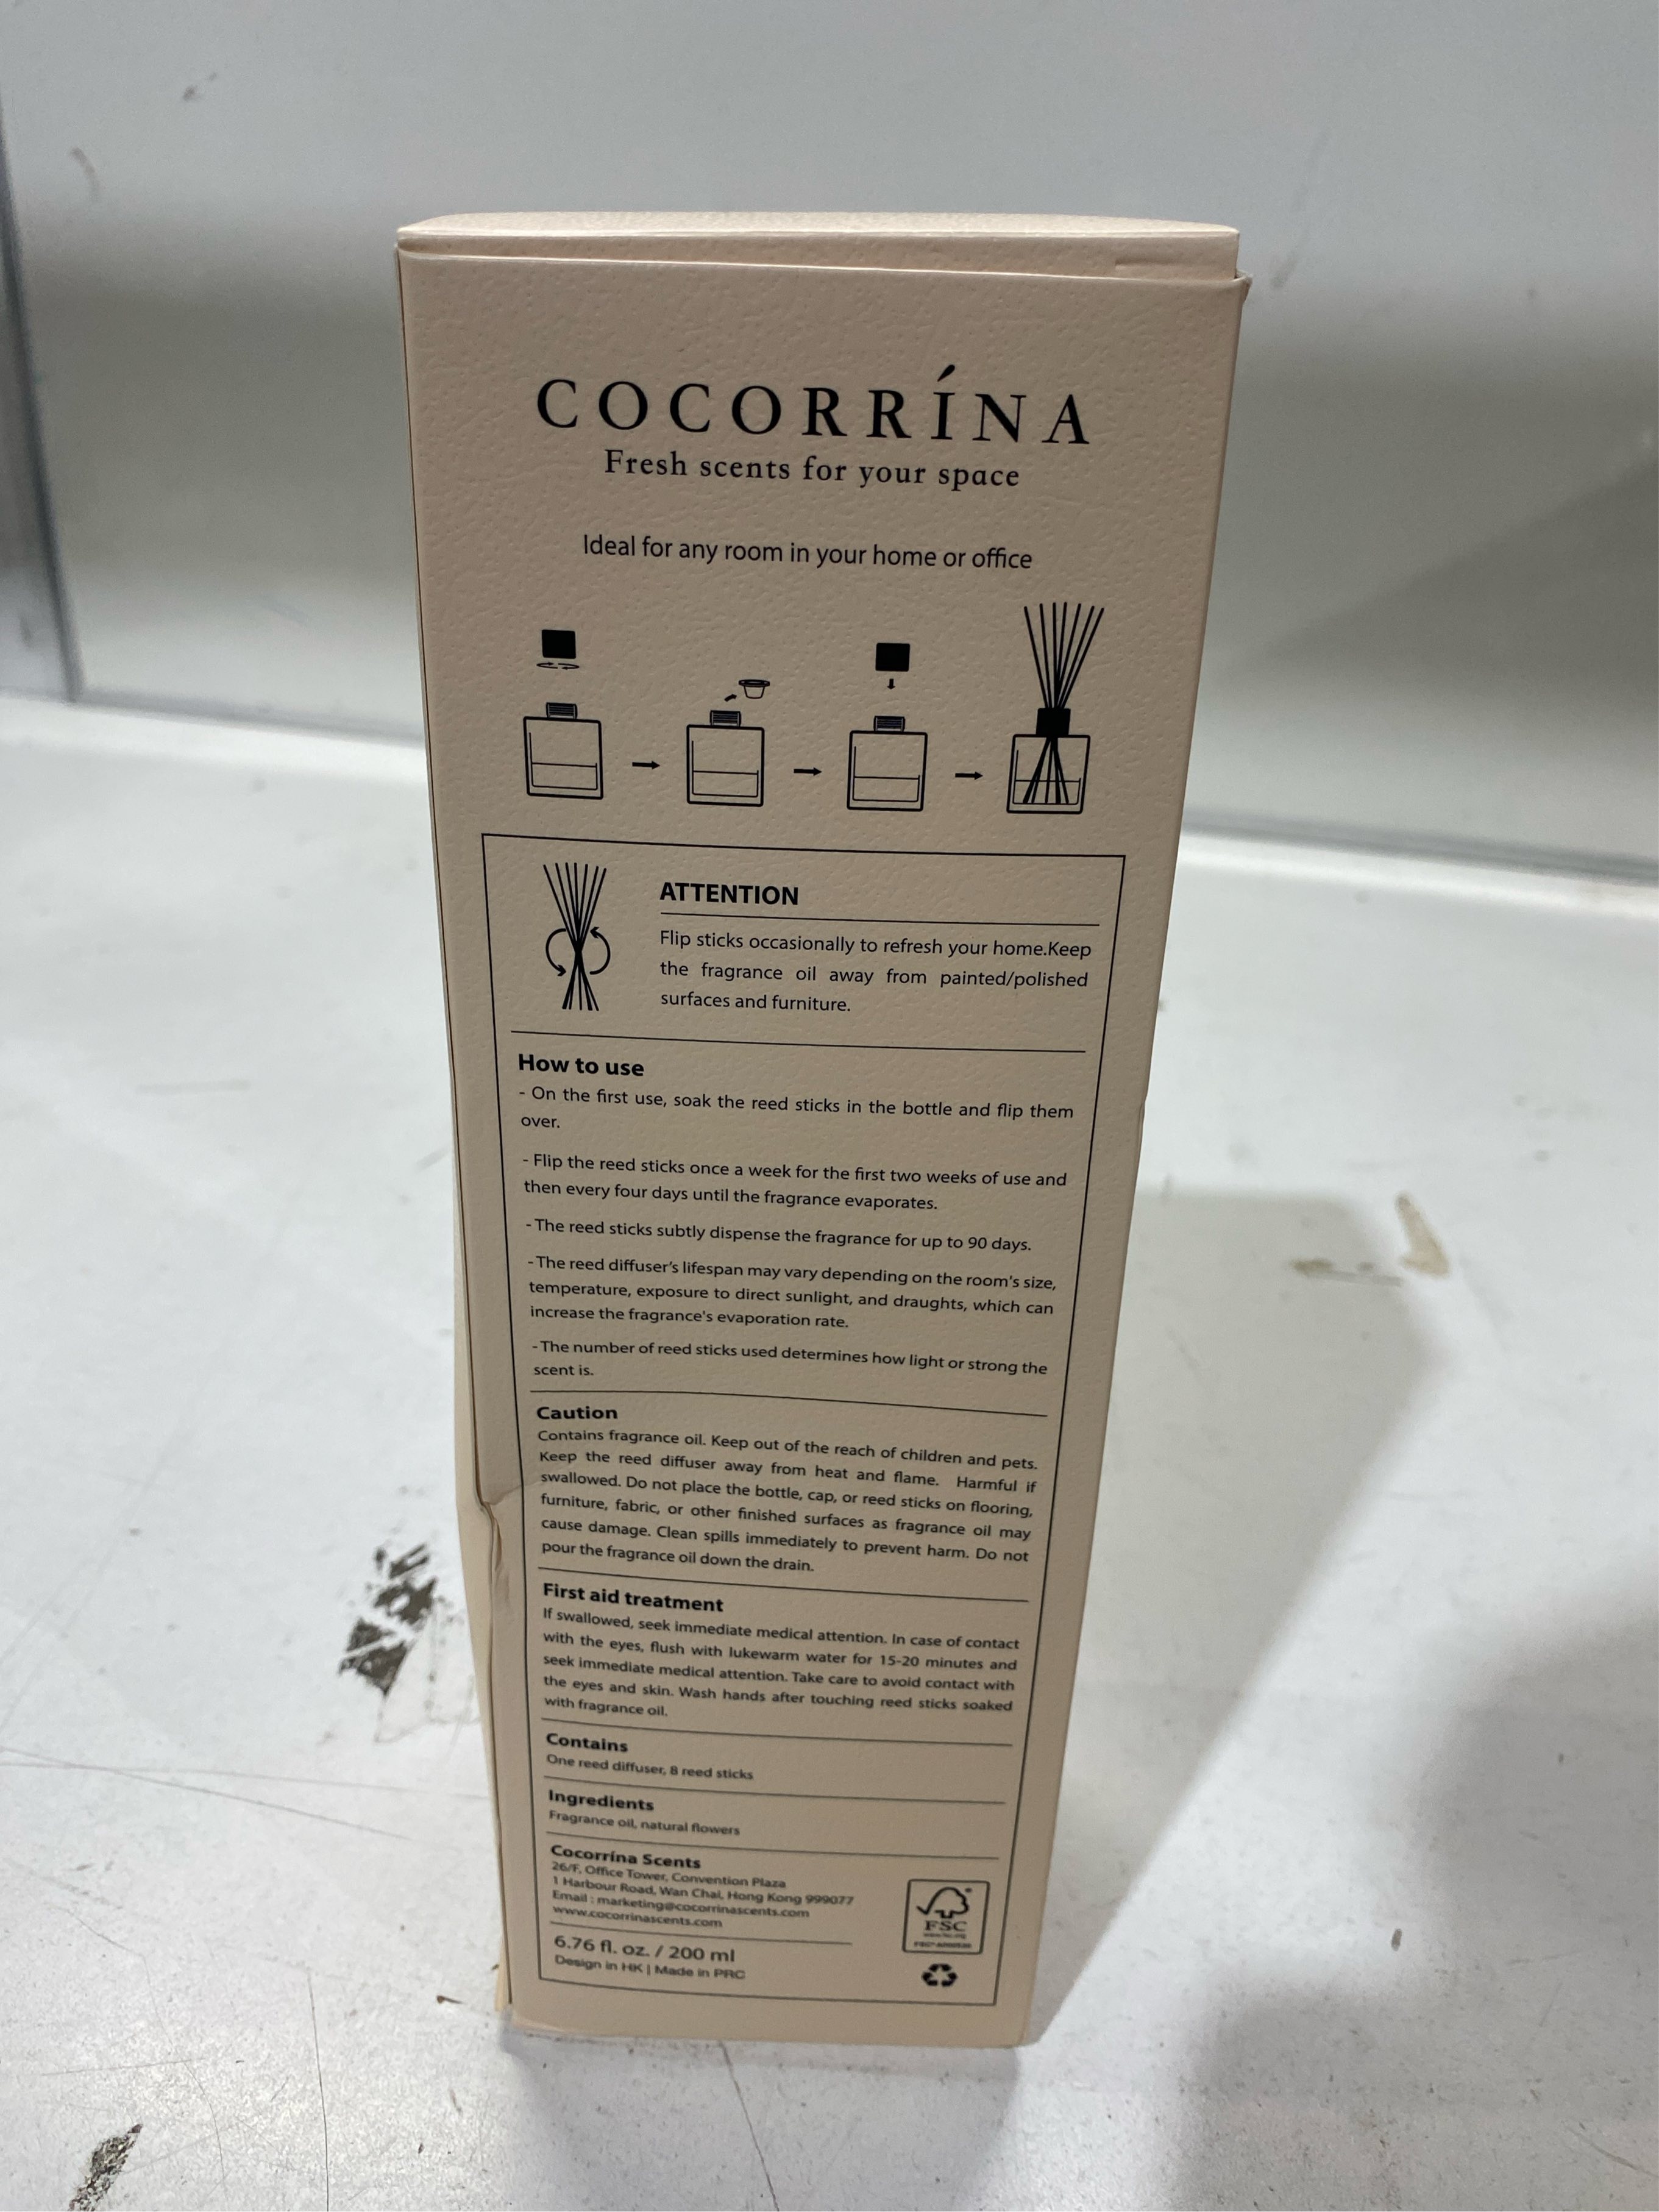 COCORRÍNA
Fresh scents for your space
Ideal for any room in your home or office
ATTENTION
Flip sticks occasionally to refresh your home.Keep
the fragrance oil away from painted/polished
surfaces and furniture.
How to use
- On the first use, soak the reed sticks in the bottle and flip them
over.
- Flip the reed sticks once a week for the first two weeks of use and
then every four days until the fragrance evaporates.
- The reed sticks subtly dispense the fragrance for up to 90 days.
- The reed diffuser's lifespan may vary depending on the room's size,
temperature, exposure to direct sunlight, and draughts, which can
increase the fragrance's evaporation rate.
- The number of reed sticks used determines how light or strong the
scent is.
Caution
Contains fragrance oil. Keep out of the reach of children and pets.
Keep the reed diffuser away from heat and flame. Harmful if
swallowed. Do not place the bottle, cap, or reed sticks on flooring,
furniture, fabric, or other finished surfaces as fragrance oil may
cause damage. Clean spills immediately to prevent harm. Do not
pour the fragrance oil down the drain.
First aid treatment
If swallowed, seek immediate medical attention. In case of contact
with the eyes, flush with lukewarm water for 15-20 minutes and
seek immediate medical attention. Take care to avoid contact with
the eyes and skin. Wash hands after touching reed sticks soaked
with fragrance oil.
Contains
One reed diffuser, 8 reed sticks
Ingredients
Fragrance oil, natural flowers
Cocorrína Scents
26/F, Office Tower, Convention Plaza
1 Harbour Road, Wan Chai, Hong Kong 999077
Email : marketing@cocorrinascents.com
www.cocorrinascents.com
6.76 fl. oz. / 200 ml
Design in HK | Made in PRC
FSC